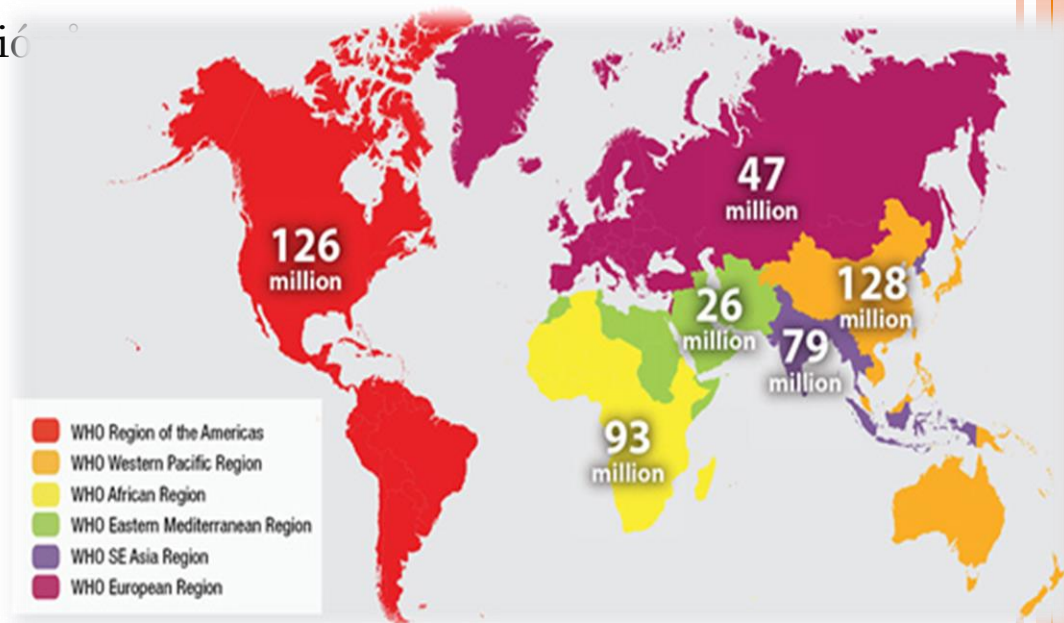 ió
47
million
126
million
128
million
26
million
79
million
93
million
WHO Region of the Americas
WHO Western Pacific Region
WHO African Region
WHO Eastern Mediterranean Region
WHO SE Asia Region
WHO European Region